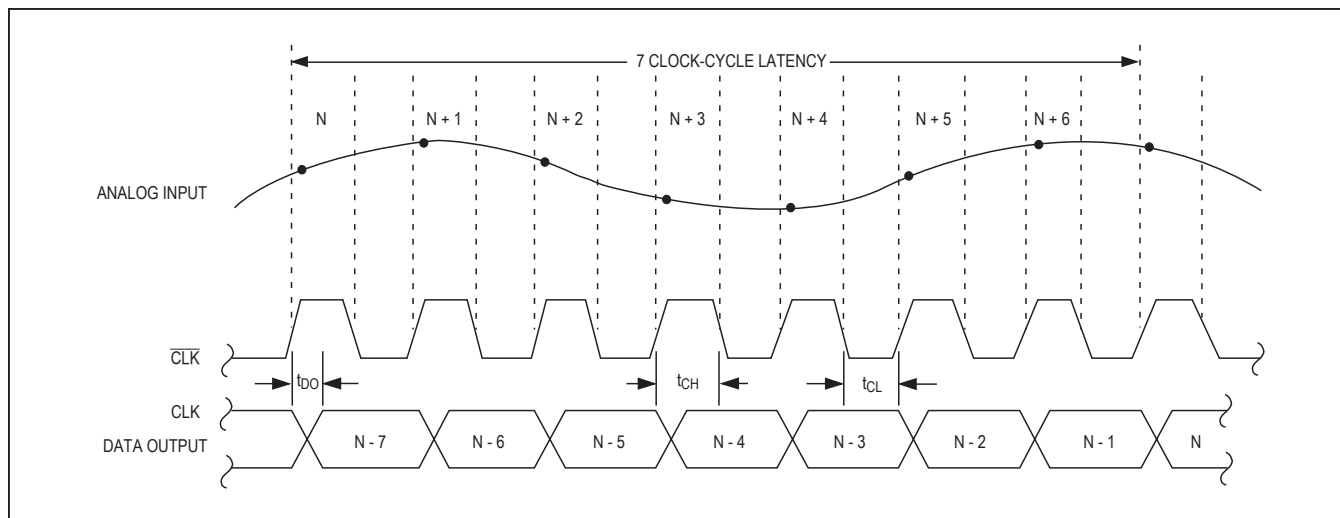 7 CLOCK-CYCLE LATENCY
N N + 1 N + 2 N + 3 N + 4 N + 5 N + 6
ANALOG INPUT
C̅L̅K̅
tDO tCH tCL
CLK
DATA OUTPUT
N - 7 N - 6 N - 5 N - 4 N - 3 N - 2 N - 1 N